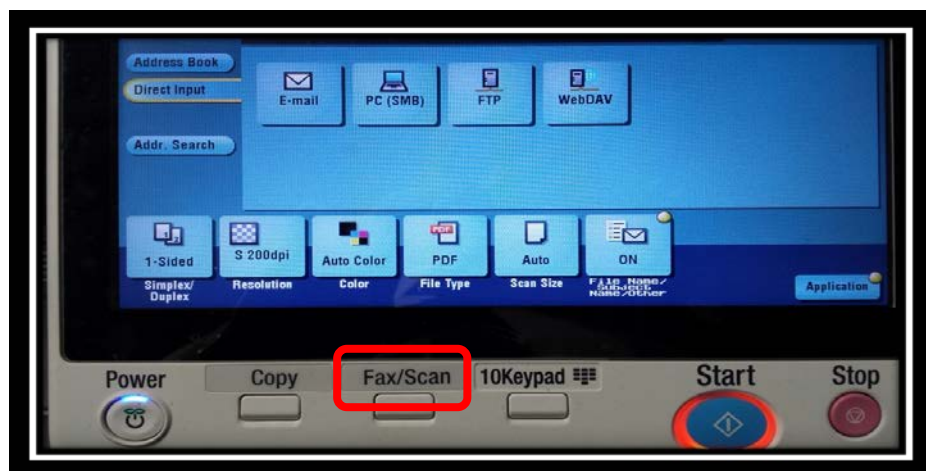 Address Book
Direct Input
E-mail
PC (SMB)
FTP
WebDAV
Addr. Search
1-Sided
S 200dpi
Auto Color
PDF
PDF
Auto
ON
Simplex/
Duplex
Resolution
Color
File Type
Scan Size
File Name/
Subject
Name/Other
Application
Power
Copy
Fax/Scan
10Keypad
Start
Stop